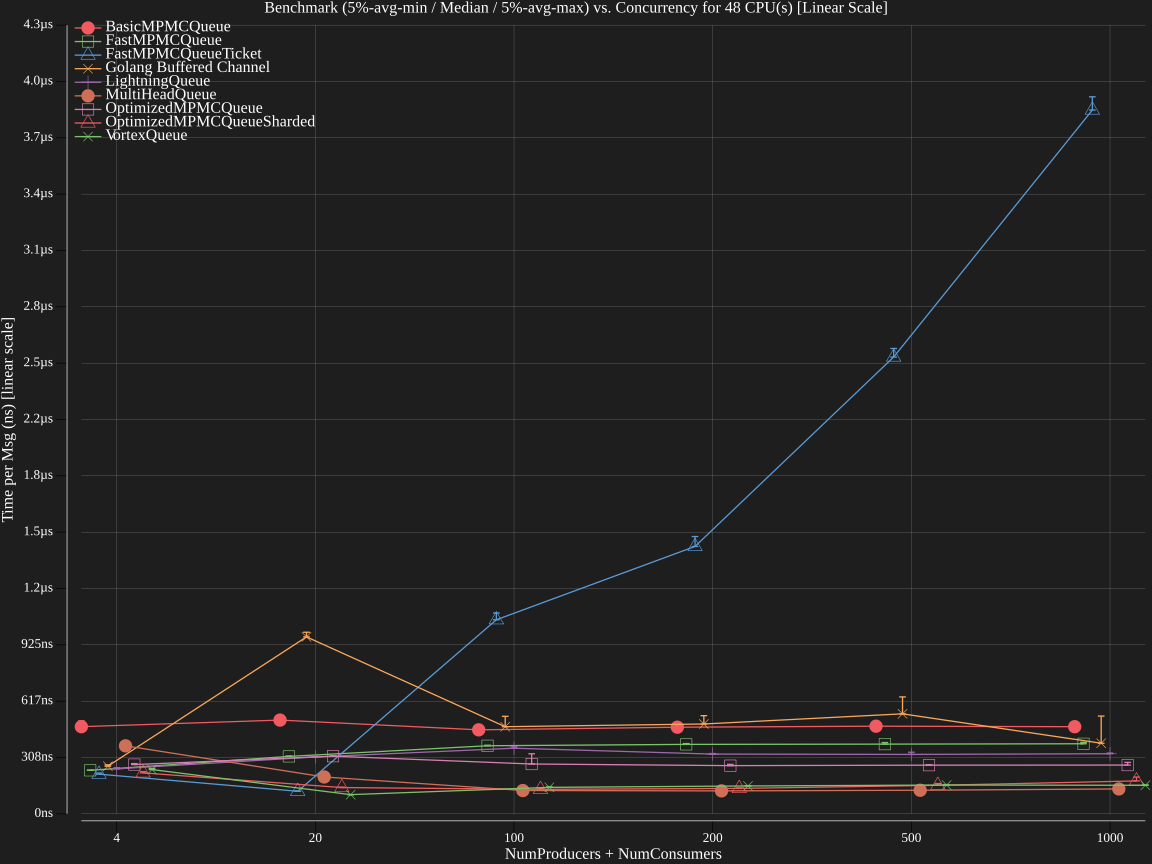 Benchmark (5%-avg-min / Median / 5%-avg-max) vs. Concurrency for 48 CPU(s) [Linear Scale]
BasicMPMCQueue
FastMPMCQueue
FastMPMCQueueTicket
Golang Buffered Channel
LightningQueue
MultiHeadQueue
OptimizedMPMCQueue
OptimizedMPMCQueueSharded
VortexQueue
4.3µs
4.0µs
3.7µs
3.4µs
3.1µs
2.8µs
2.5µs
2.2µs
1.8µs
1.5µs
1.2µs
925ns
617ns
308ns
0ns
Time per Msg (ns) [linear scale]
4 20 100 200 500 1000
NumProducers + NumConsumers